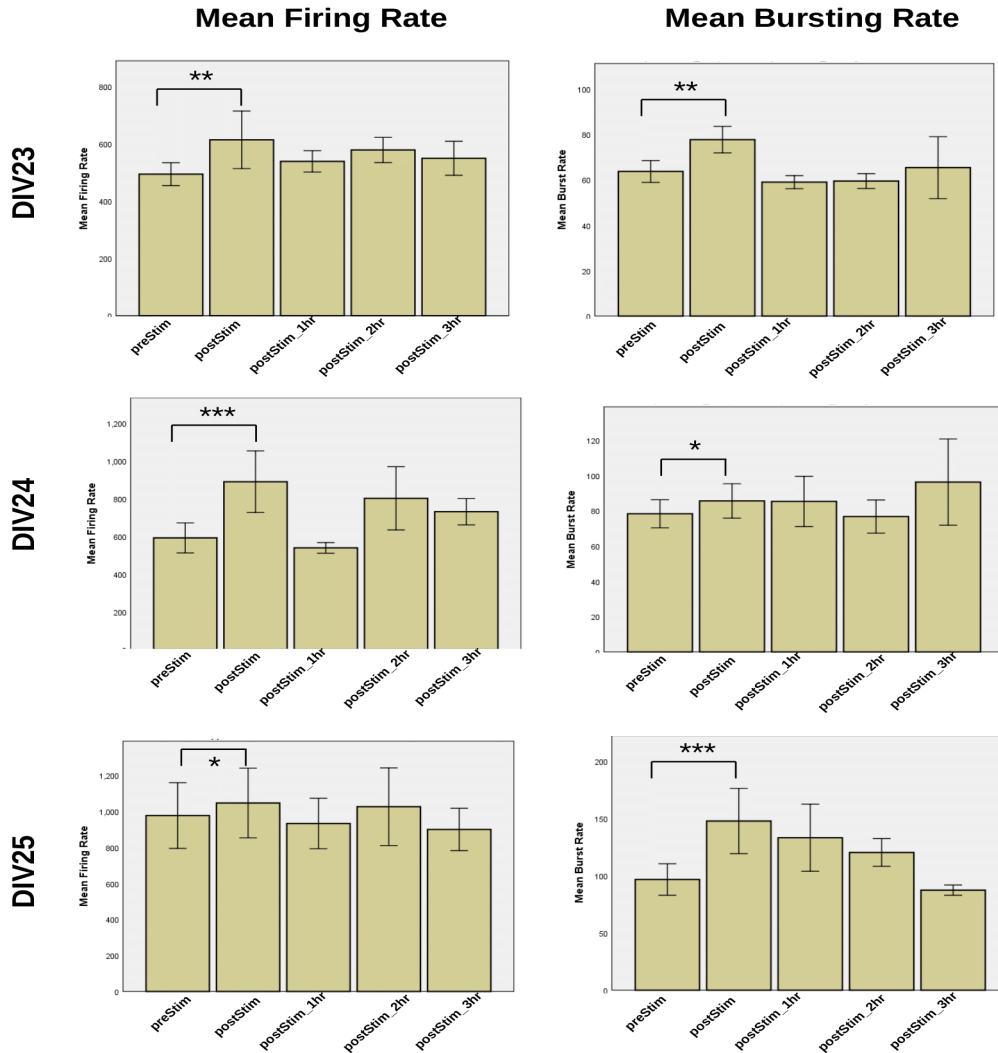 Mean Firing Rate
Mean Bursting Rate
DIV23
Mean Firing Rate
800
600
400
200
0
**
preStim
postStim
postStim_1hr
postStim_2hr
postStim_3hr
Mean Burst Rate
100
80
60
40
20
0
**
preStim
postStim
postStim_1hr
postStim_2hr
postStim_3hr
DIV24
Mean Firing Rate
1,200
1,000
800
600
400
200
***
preStim
postStim
postStim_1hr
postStim_2hr
postStim_3hr
Mean Burst Rate
120
100
80
60
40
20
0
*
preStim
postStim
postStim_1hr
postStim_2hr
postStim_3hr
DIV25
Mean Firing Rate
1,200
1,000
800
600
400
200
0
*
preStim
postStim
postStim_1hr
postStim_2hr
postStim_3hr
Mean Burst Rate
200
150
100
50
0
***
preStim
postStim
postStim_1hr
postStim_2hr
postStim_3hr